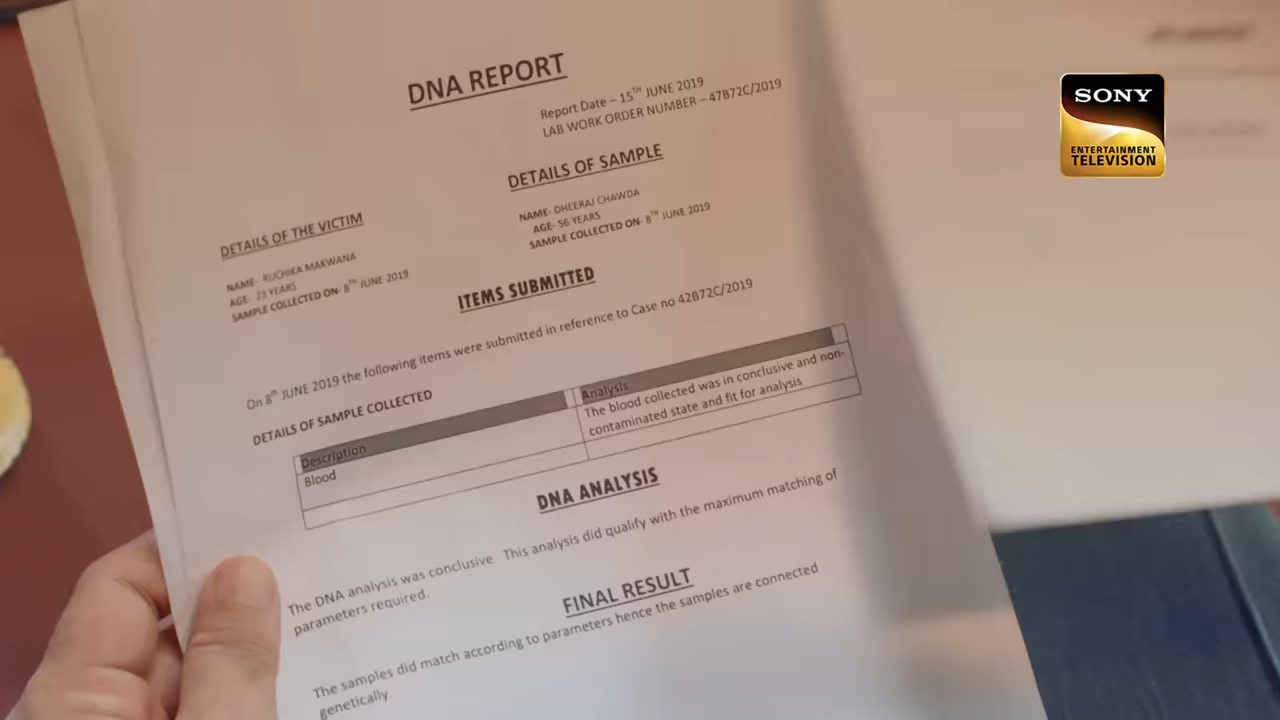 DNA REPORT
Report Date – 15TH JUNE 2019
LAB WORK ORDER NUMBER – 47B72C/2019
DETAILS OF SAMPLE
NAME- DHEERAJ CHAWDA
AGE- 56 YEARS
SAMPLE COLLECTED ON- 8TH JUNE 2019
DETAILS OF THE VICTIM
NAME- RUCHIKA MAKWANA
AGE- 23 YEARS
SAMPLE COLLECTED ON- 8TH JUNE 2019
ITEMS SUBMITTED
On 8th JUNE 2019 the following items were submitted in reference to Case no 42B72C/2019
DETAILS OF SAMPLE COLLECTED
Description
Analysis
Blood
The blood collected was in conclusive and non-
contaminated state and fit for analysis
DNA ANALYSIS
The DNA analysis was conclusive. This analysis did qualify with the maximum matching of
parameters required.
FINAL RESULT
The samples did match according to parameters hence the samples are connected
genetically.
SONY
ENTERTAINMENT
TELEVISION